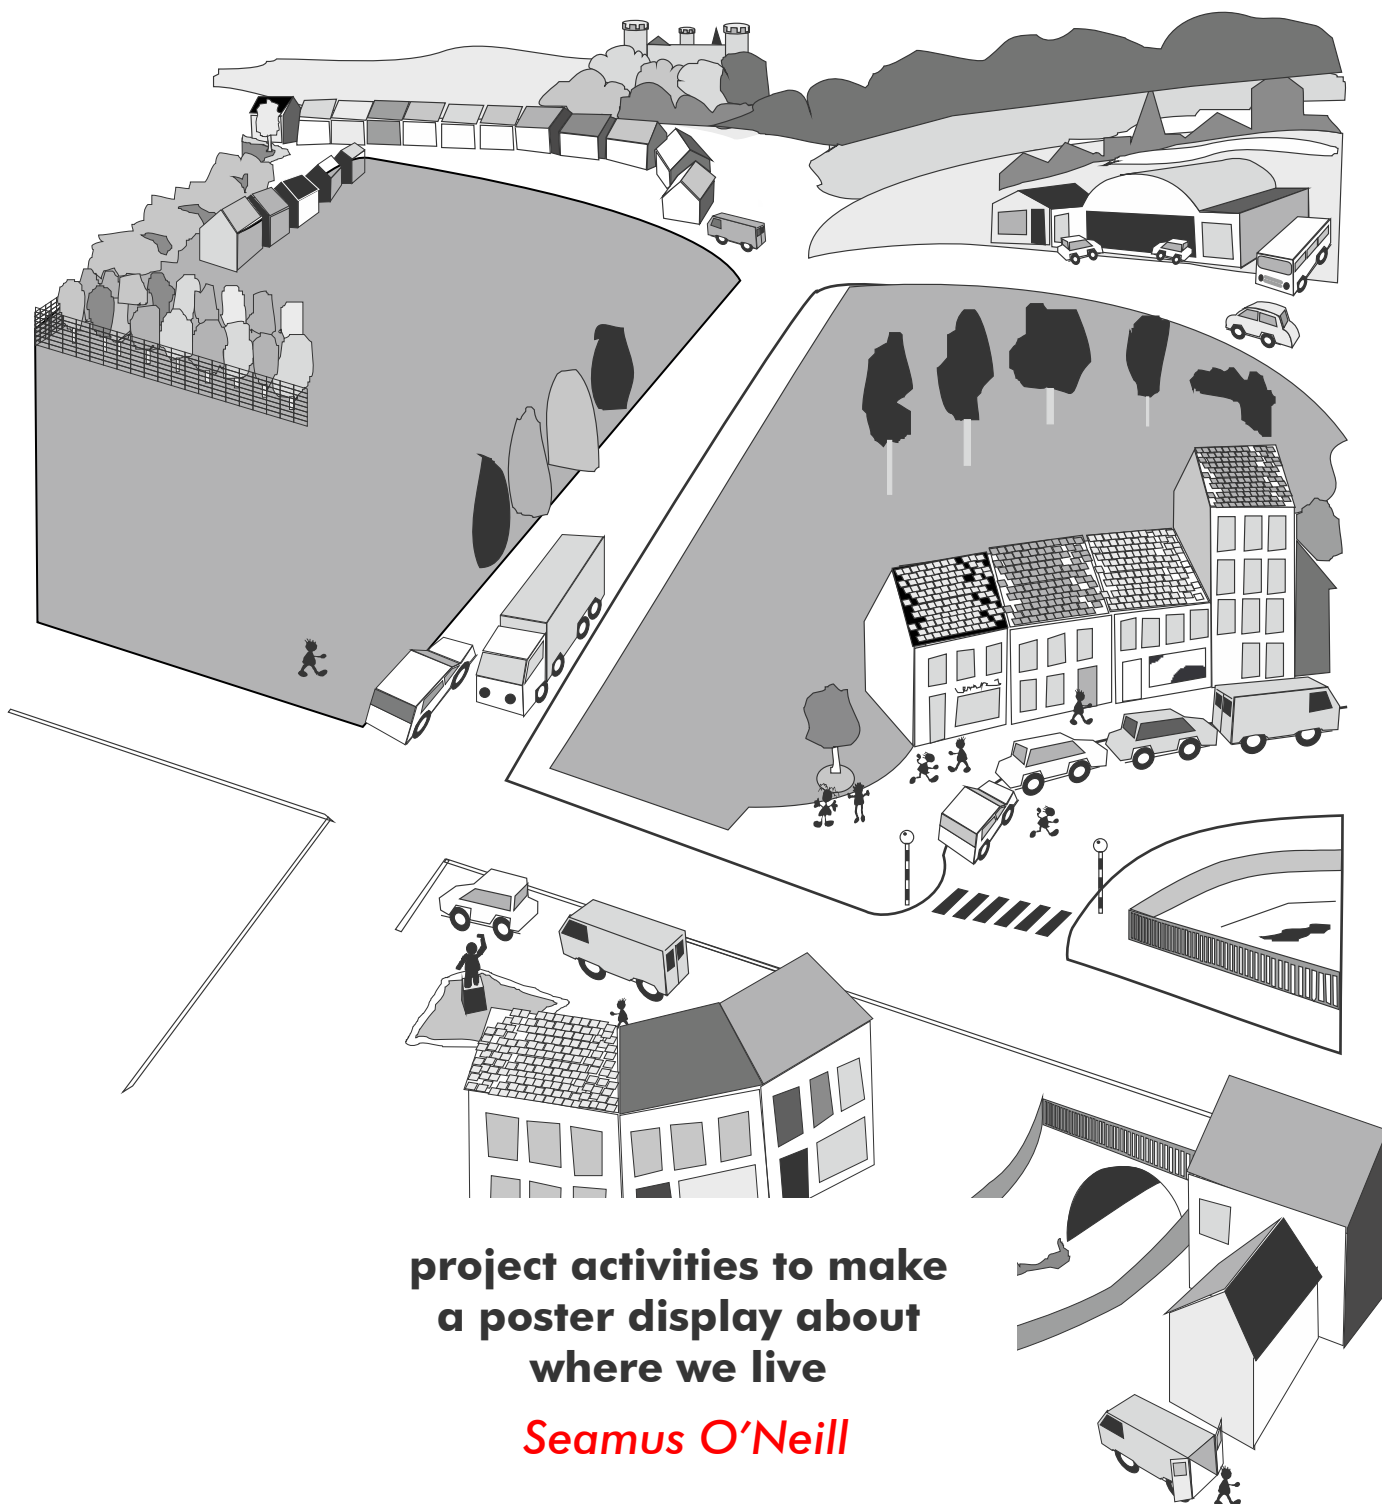 project activities to make
a poster display about
where we live
Seamus O’Neill